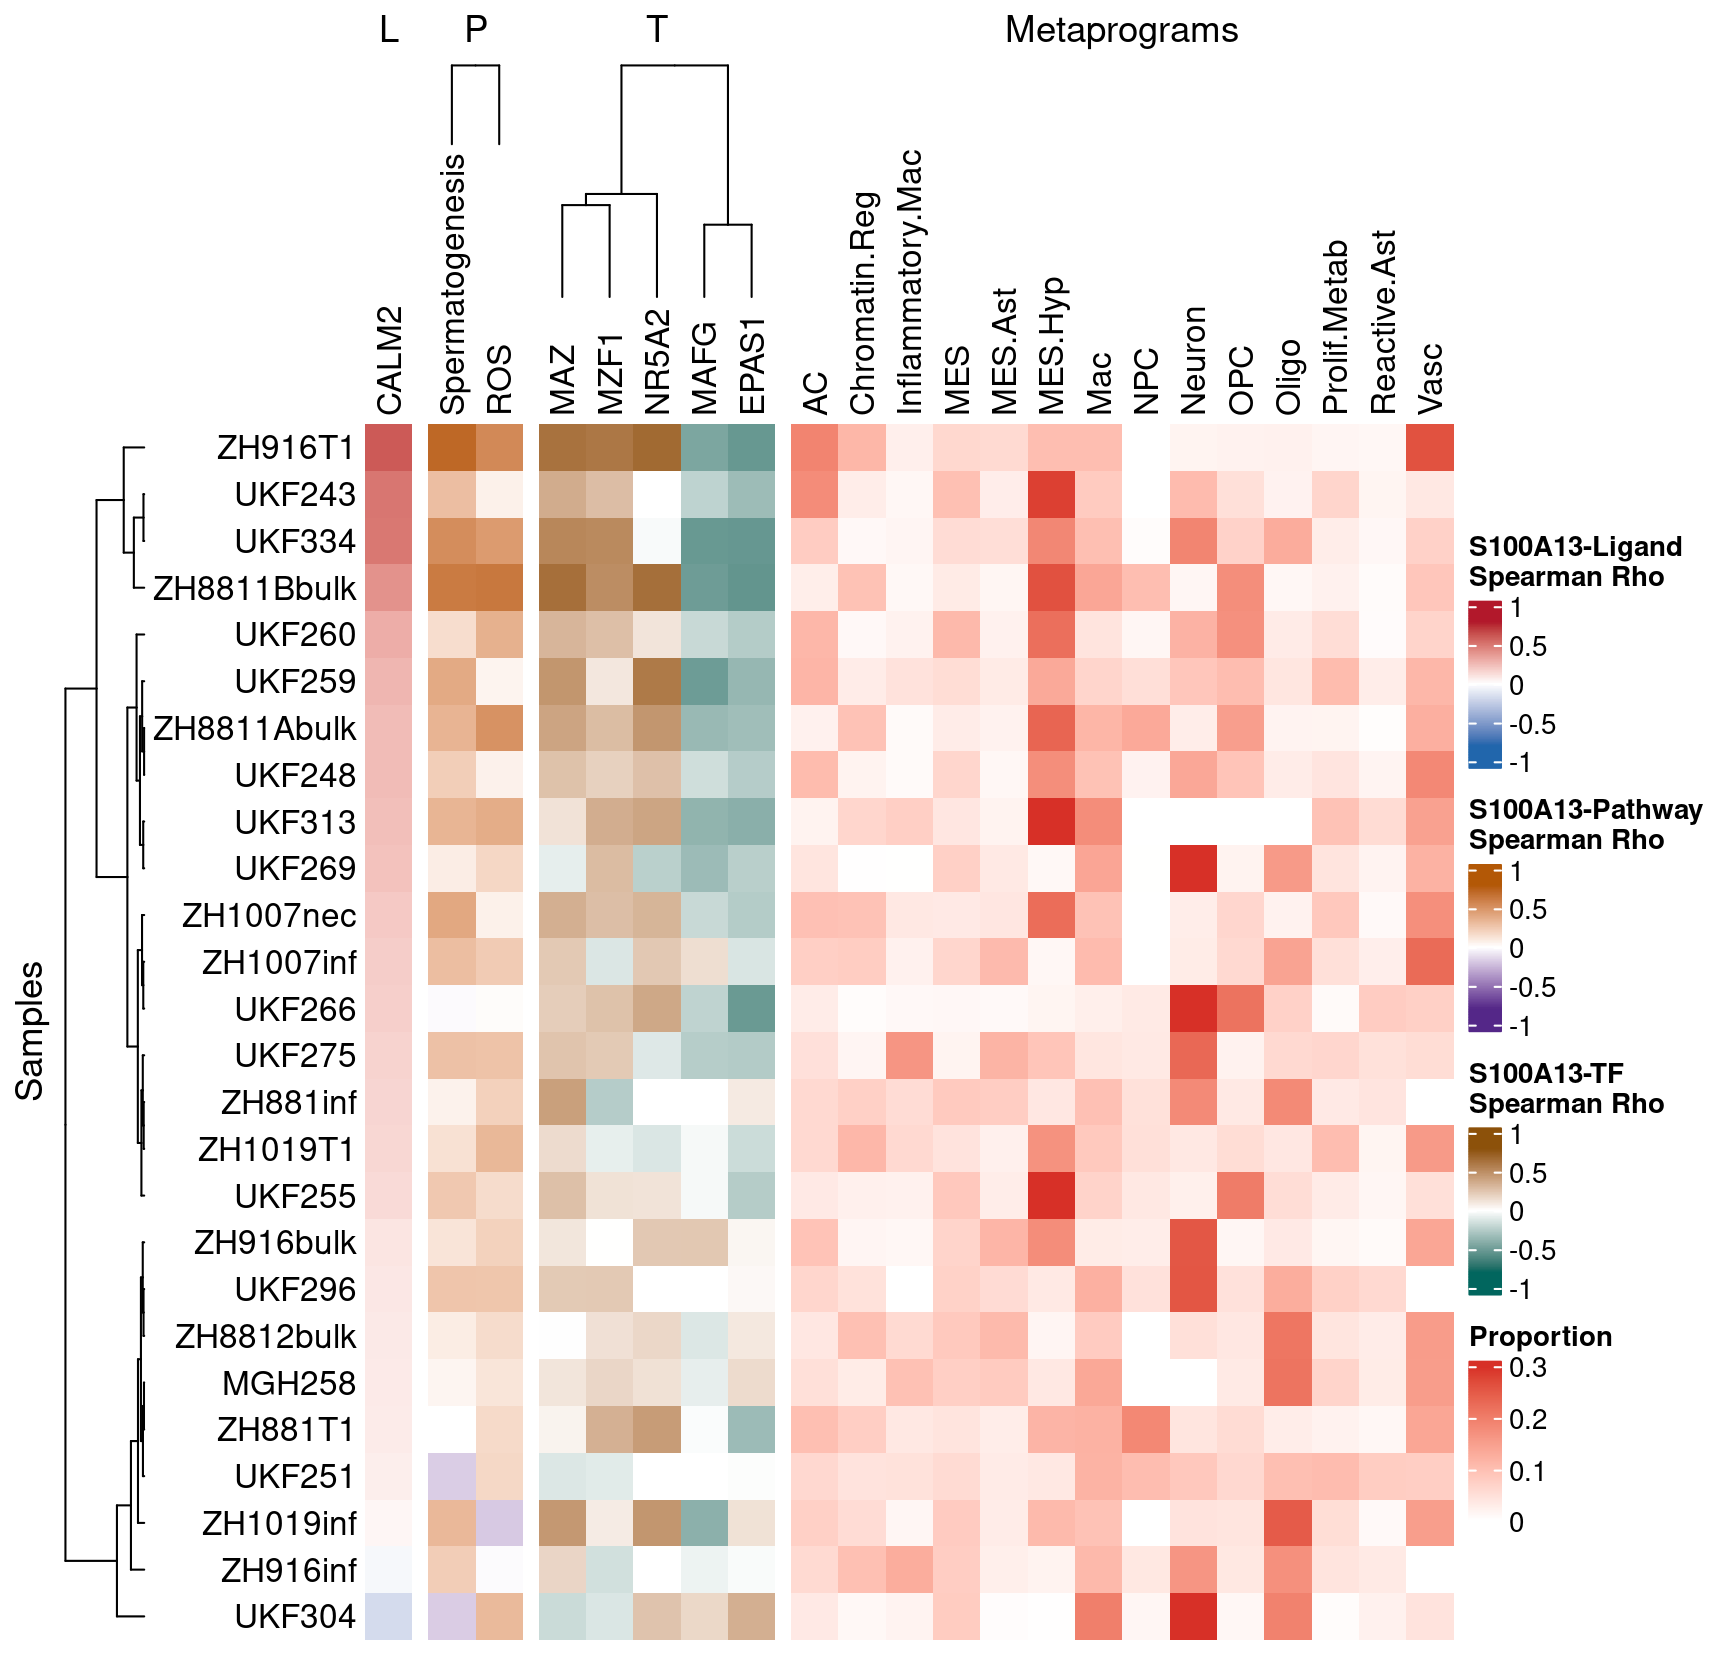 L P T Metaprograms
CALM2
Spermatogenesis
ROS
MAZ
MZF1
NR5A2
MAFG
EPAS1
AC
Chromatin.Reg
Inflammatory.Mac
MES
MES.Ast
MES.Hyp
Mac
NPC
Neuron
OPC
Oligo
Prolif.Metab
Reactive.Ast
Vasc
Samples
ZH916T1
UKF243
UKF334
ZH8811Bbulk
UKF260
UKF259
ZH8811Abulk
UKF248
UKF313
UKF269
ZH1007nec
ZH1007inf
UKF266
UKF275
ZH881inf
ZH1019T1
UKF255
ZH916bulk
UKF296
ZH8812bulk
MGH258
ZH881T1
UKF251
ZH1019inf
ZH916inf
UKF304
S100A13-Ligand
Spearman Rho
1
0.5
0
-0.5
-1
S100A13-Pathway
Spearman Rho
1
0.5
0
-0.5
-1
S100A13-TF
Spearman Rho
1
0.5
0
-0.5
-1
Proportion
0.3
0.2
0.1
0